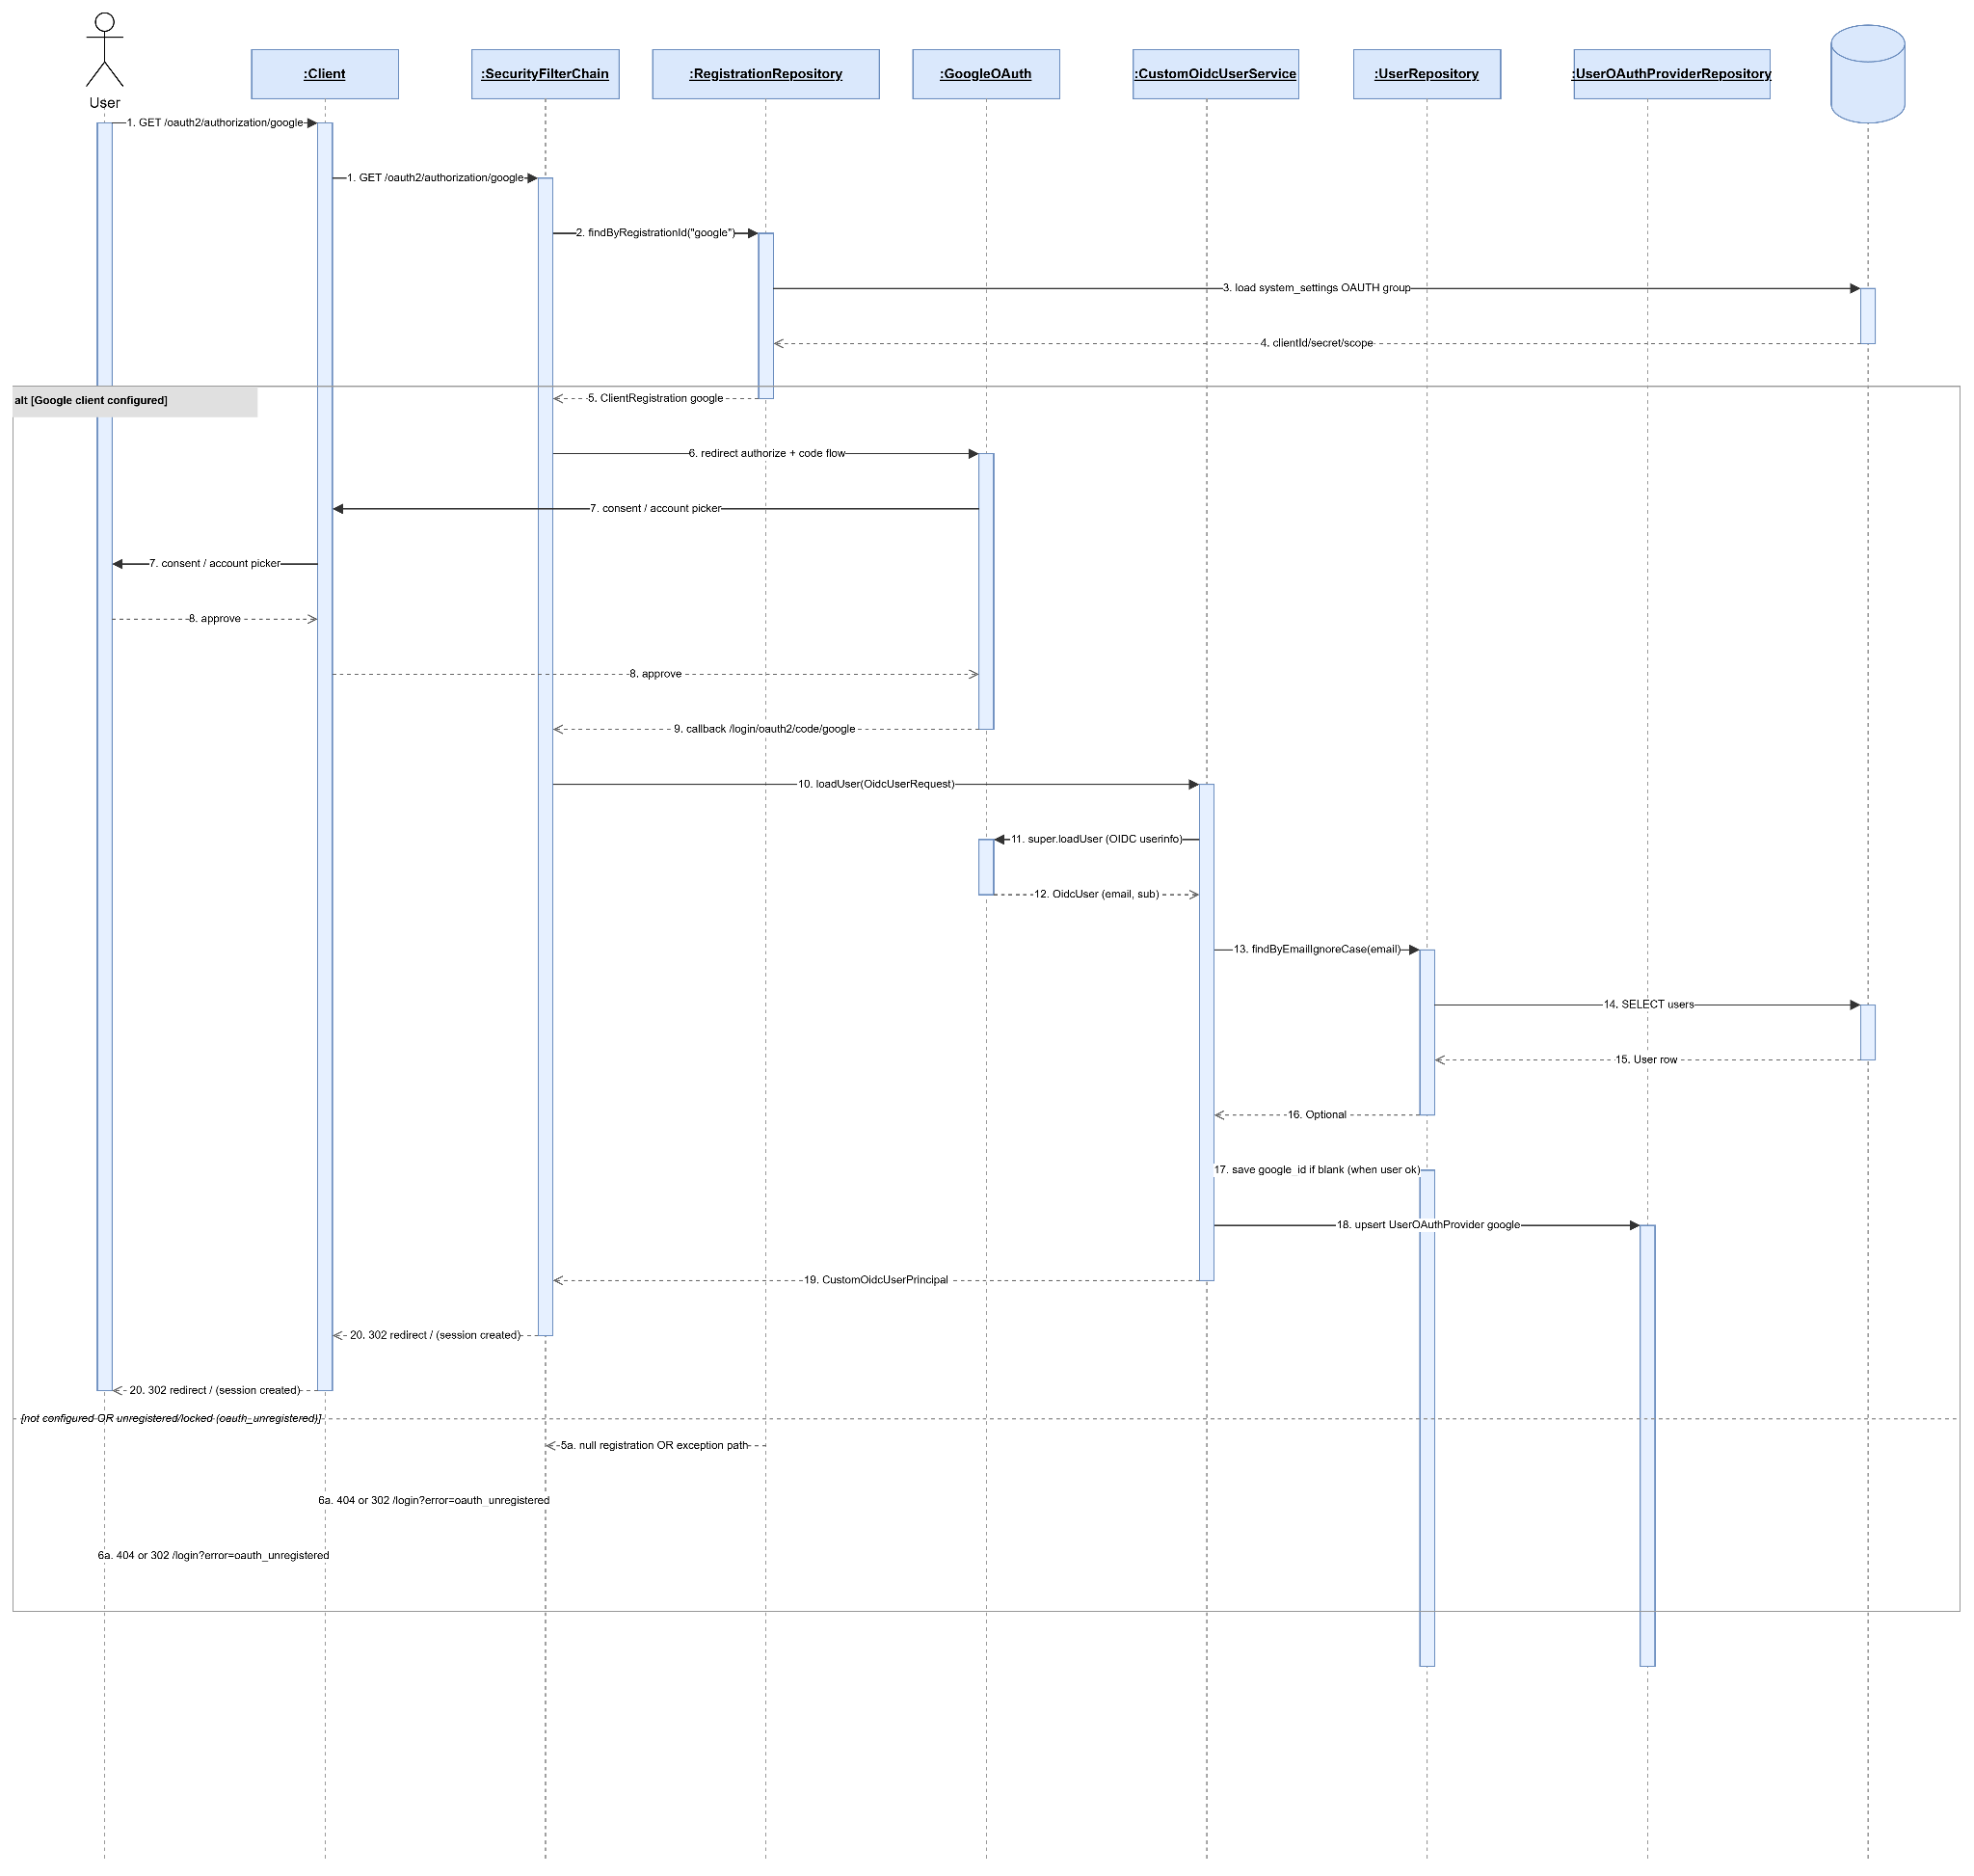 User
:Client
:SecurityFilterChain
:RegistrationRepository
:GoogleOAuth
:CustomOidcUserService
:UserRepository
:UserOAuthProviderRepository
1. GET /oauth2/authorization/google
1. GET /oauth2/authorization/google
2. findByRegistrationId("google")
3. load system_settings OAUTH group
4. clientId/secret/scope
alt [Google client configured]
5. ClientRegistration google
6. redirect authorize + code flow
7. consent / account picker
7. consent / account picker
8. approve
8. approve
9. callback /login/oauth2/code/google
10. loadUser(OidcUserRequest)
11. super.loadUser (OIDC userinfo)
12. OidcUser (email, sub)
13. findByEmailIgnoreCase(email)
14. SELECT users
15. User row
16. Optional
17. save google_id if blank (when user ok)
18. upsert UserOAuthProvider google
19. CustomOidcUserPrincipal
20. 302 redirect / (session created)
20. 302 redirect / (session created)
[not configured OR unregistered/locked (oauth_unregistered)]
5a. null registration OR exception path
6a. 404 or 302 /login?error=oauth_unregistered
6a. 404 or 302 /login?error=oauth_unregistered